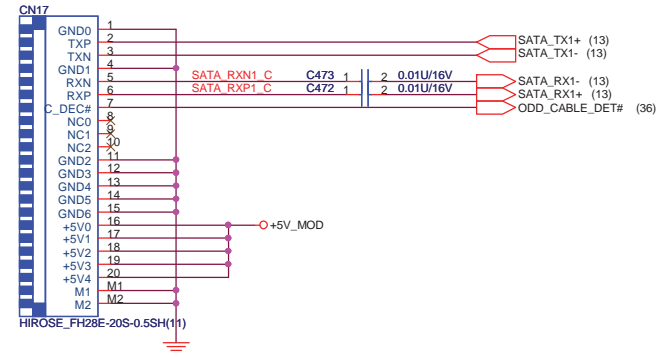 CN17
GND0 1
TXP 2 SATA_TX1+ (13)
TXN 3 SATA_TX1- (13)
GND1 4
RXN 5 SATA_RXN1_C C473 1 2 0.01U/16V SATA_RX1- (13)
RXP 6 SATA_RXP1_C C472 1 2 0.01U/16V SATA_RX1+ (13)
C_DEC# 7 ODD_CABLE_DET# (36)
NC0 8
NC1 9
NC2 10
GND2 11
GND3 12
GND4 13
GND5 14
GND6 15
+5V0 16 +5V_MOD
+5V1 17
+5V2 18
+5V3 19
+5V4 20
M1 M1
M2 M2
HIROSE_FH28E-20S-0.5SH(11)